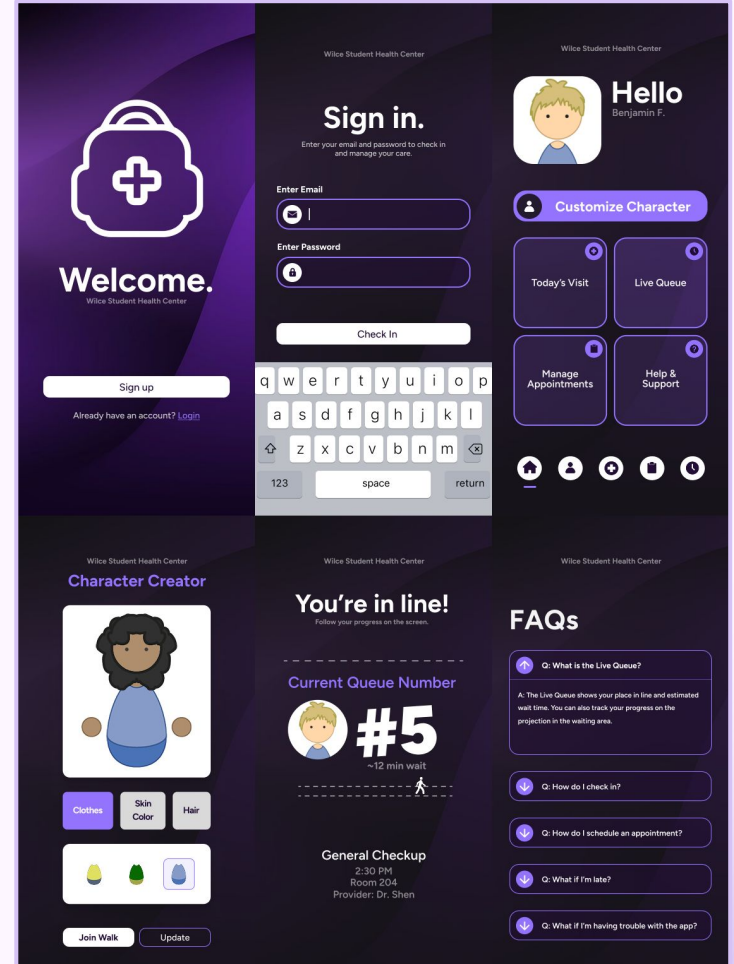 Welcome.
Wilce Student Health Center
Sign up
Already have an account? Login
Wilce Student Health Center
Sign in.
Enter your email and password to check in
and manage your care.
Enter Email
Enter Password
Check In
q w e r t y u i o p
a s d f g h j k l
z x c v b n m
123 space return
Wilce Student Health Center
Hello
Benjamin F.
Customize Character
Today's Visit
Live Queue
Manage
Appointments
Help &
Support
Wilce Student Health Center
Character Creator
Clothes
Skin
Color
Hair
Join Walk
Update
Wilce Student Health Center
You're in line!
Follow your progress on the screen.
Current Queue Number
#5
~12 min wait
General Checkup
2:30 PM
Room 204
Provider: Dr. Shen
Wilce Student Health Center
FAQs
Q: What is the Live Queue?
A: The Live Queue shows your place in line and estimated
wait time. You can also track your progress on the
projection in the waiting area.
Q: How do I check in?
Q: How do I schedule an appointment?
Q: What if I'm late?
Q: What if I'm having trouble with the app?